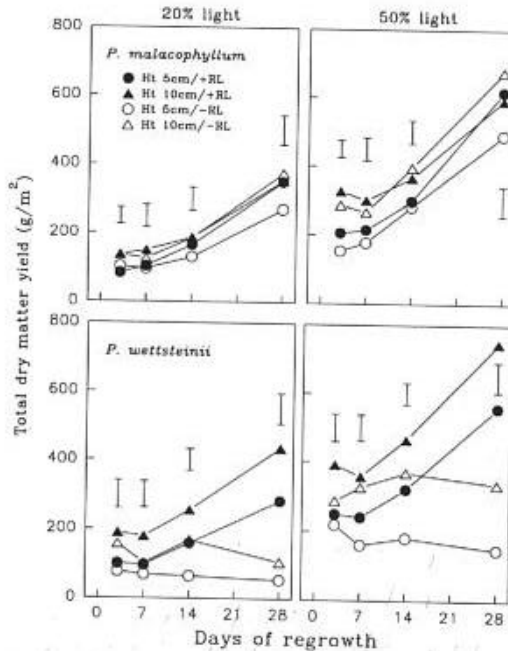 20% light
50% light
P. malacophyllum
Ht 5cm/+RL
Ht 10cm/+RL
Ht 5cm/-RL
Ht 10cm/-RL
800
600
400
200
0
Total dry matter yield (g/m²)
P. wettsteinii
800
600
400
200
0
0 7 14 21 28
0 7 14 21 28
Days of regrowth